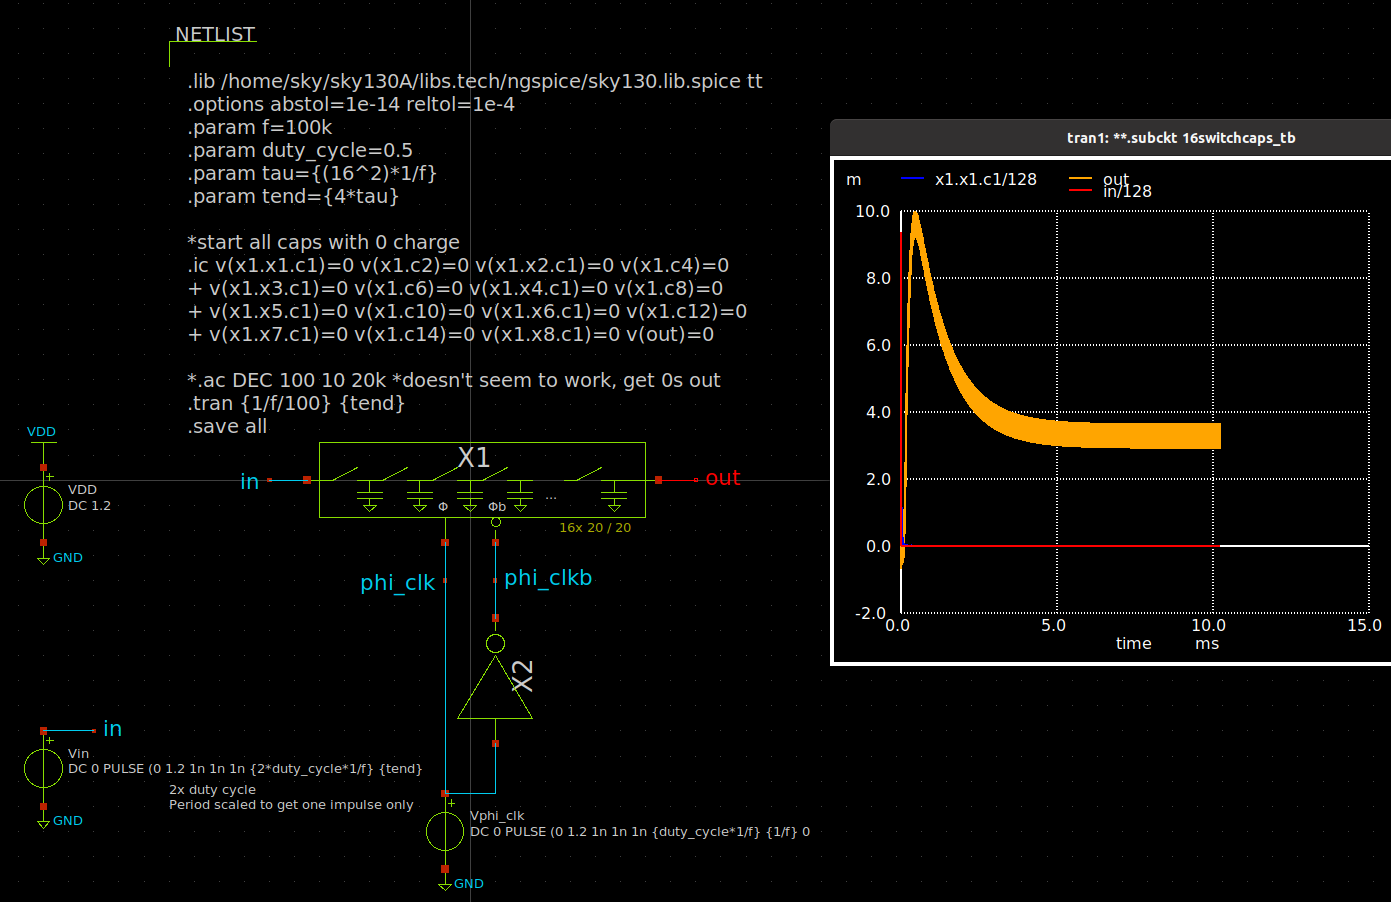 NETLIST
.lib /home/sky/sky130A/libs.tech/ngspice/sky130.lib.spice tt
.options abstol=1e-14 reltol=1e-4
.param f=100k
.param duty_cycle=0.5
.param tau={(16^2)*1/f}
.param tend={4*tau}
*start all caps with 0 charge
.ic v(x1.x1.c1)=0 v(x1.c2)=0 v(x1.x2.c1)=0 v(x1.c4)=0
+ v(x1.x3.c1)=0 v(x1.c6)=0 v(x1.x4.c1)=0 v(x1.c8)=0
+ v(x1.x5.c1)=0 v(x1.c10)=0 v(x1.x6.c1)=0 v(x1.c12)=0
+ v(x1.x7.c1)=0 v(x1.c14)=0 v(x1.x8.c1)=0 v(out)=0
*.ac DEC 100 10 20k *doesn't seem to work, get 0s out
.tran {1/f/100} {tend}
.save all
VDD
VDD
DC 1.2
GND
in
X1
out
Φ
Φb
...
16x 20 / 20
phi_clk
phi_clkb
X2
in
Vin
DC 0 PULSE (0 1.2 1n 1n 1n {2*duty_cycle*1/f} {tend}
2x duty cycle
Period scaled to get one impulse only
GND
Vphi_clk
DC 0 PULSE (0 1.2 1n 1n 1n {duty_cycle*1/f} {1/f} 0
GND
tran1: **.subckt 16switchcaps_tb
m
x1.x1.c1/128
out
in/128
10.0
8.0
6.0
4.0
2.0
0.0
-2.0
0.0
5.0
10.0
15.0
time
ms